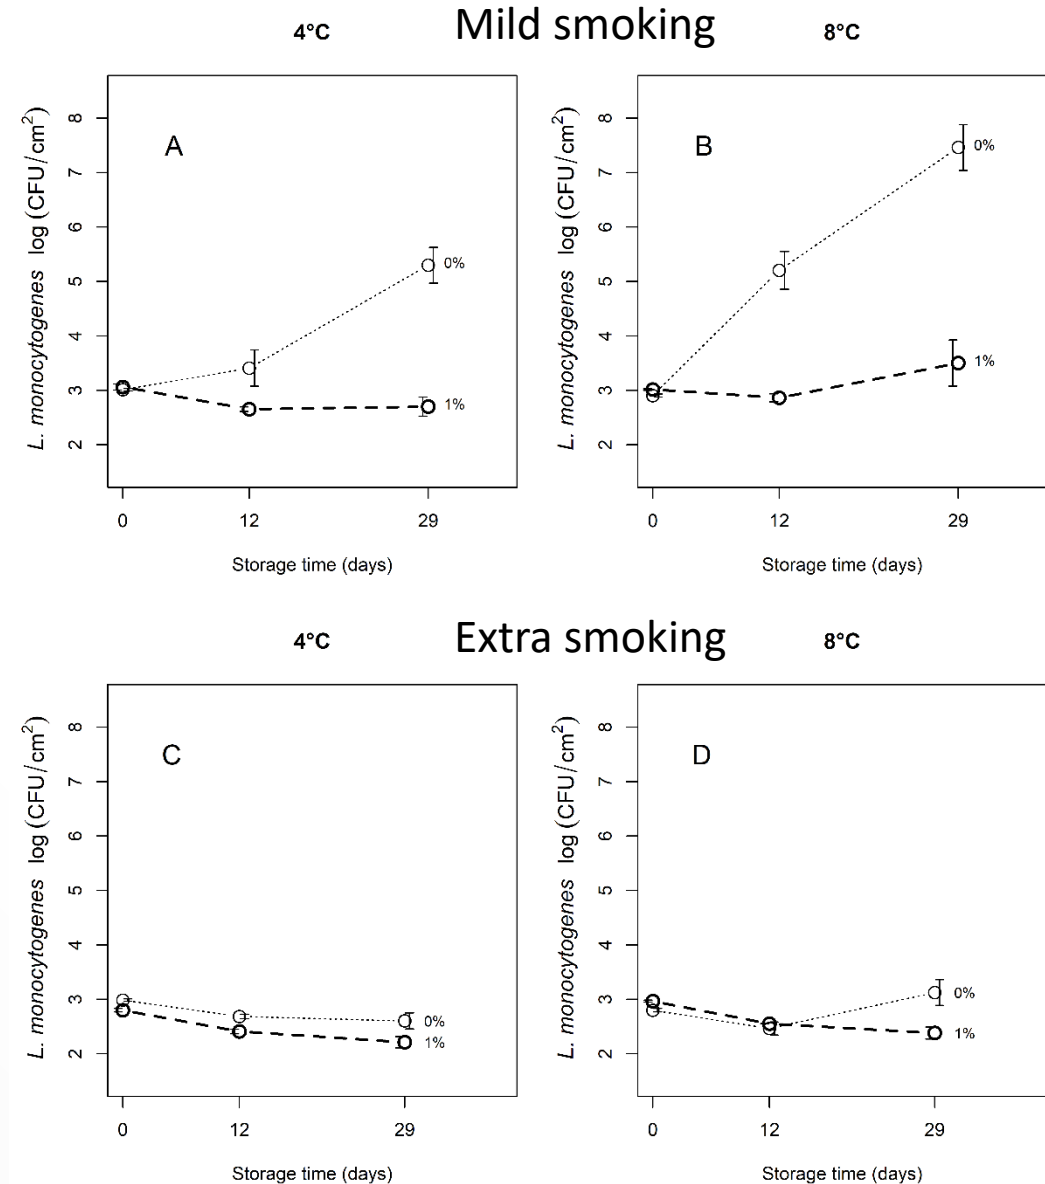 Mild smoking
4°C
8°C
L. monocytogenes log (CFU/cm²)
8
7
6
5
4
3
2
A
0%
1%
0
12
29
Storage time (days)
L. monocytogenes log (CFU/cm²)
8
7
6
5
4
3
2
B
0%
1%
0
12
29
Storage time (days)
Extra smoking
4°C
8°C
L. monocytogenes log (CFU/cm²)
8
7
6
5
4
3
2
C
0%
1%
0
12
29
Storage time (days)
L. monocytogenes log (CFU/cm²)
8
7
6
5
4
3
2
D
0%
1%
0
12
29
Storage time (days)